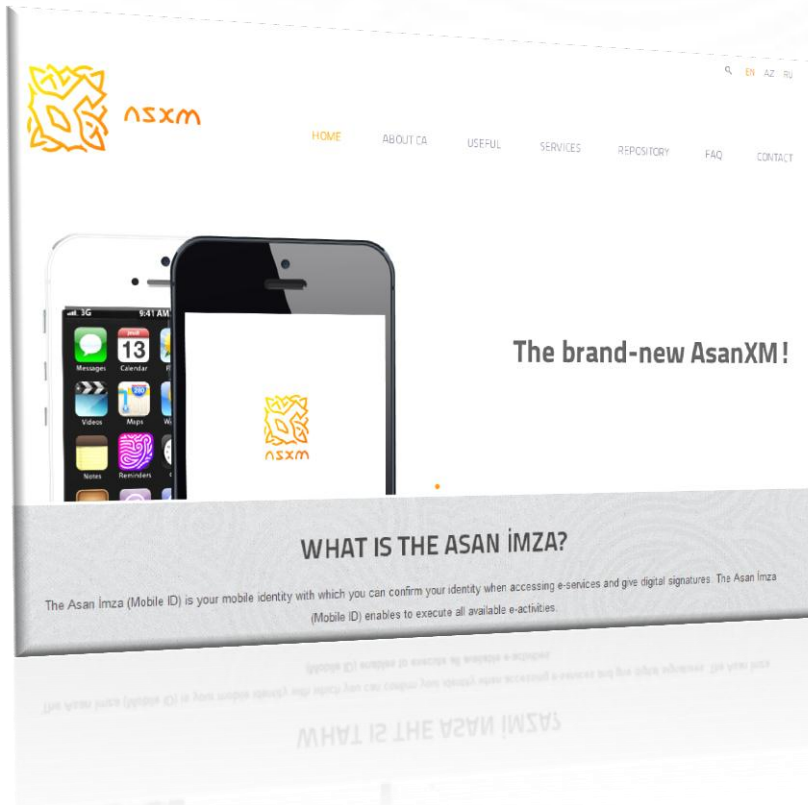 EN AZ RU
ΛSXM
HOME ABOUT CA USEFUL SERVICES REPOSITORY FAQ CONTACT
3G 9:41 AM
13
Messages Calendar
280
Videos Maps
Notes Reminders
ΛSXM
The brand-new AsanXM!
WHAT IS THE ASAN İMZA?
The Asan İmza (Mobile ID) is your mobile identity with which you can confirm your identity when accessing e-services and give digital signatures. The Asan İmza
(Mobile ID) enables to execute all available e-activities.